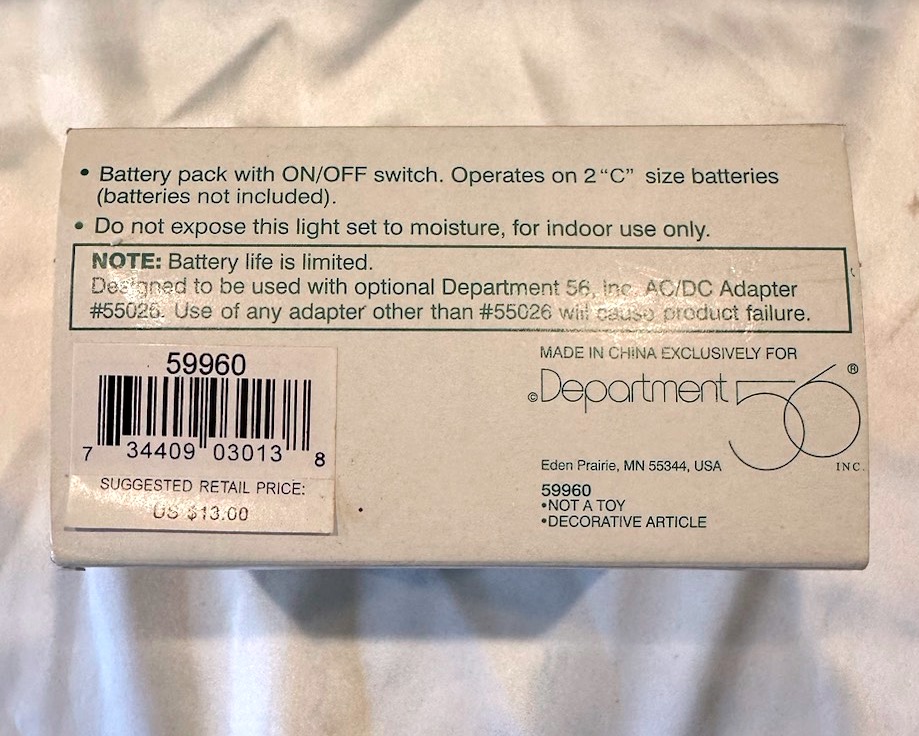 • Battery pack with ON/OFF switch. Operates on 2 “C” size batteries
(batteries not included).
• Do not expose this light set to moisture, for indoor use only.
NOTE: Battery life is limited.
Designed to be used with optional Department 56, Inc. AC/DC Adapter
#55026. Use of any adapter other than #55026 will cause product failure.
59960
7 34409 03013 8
SUGGESTED RETAIL PRICE:
US $13.00
MADE IN CHINA EXCLUSIVELY FOR
©Department 56®
INC.
Eden Prairie, MN 55344, USA
59960
•NOT A TOY
•DECORATIVE ARTICLE